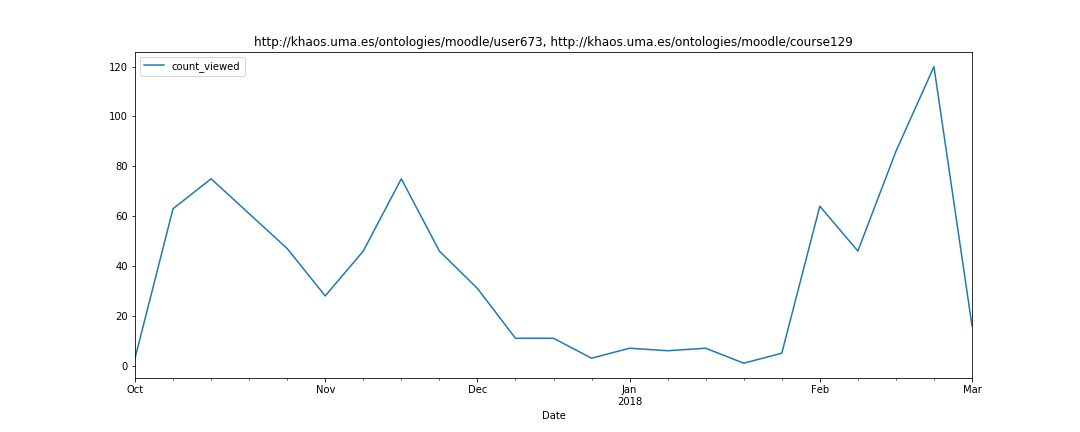 http://khaos.uma.es/ontologies/moodle/user673, http://khaos.uma.es/ontologies/moodle/course129
count_viewed
120
100
80
60
40
20
0
Oct Nov Dec Jan Feb Mar
2018
Date